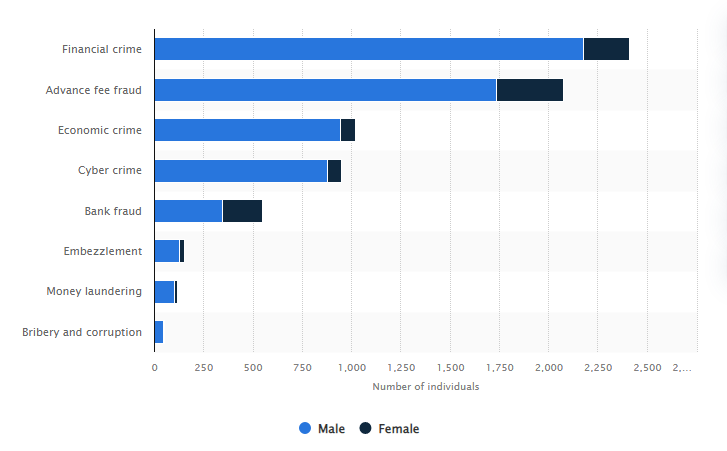 Financial crime
Advance fee fraud
Economic crime
Cyber crime
Bank fraud
Embezzlement
Money laundering
Bribery and corruption
0 250 500 750 1,000 1,250 1,500 1,750 2,000 2,250 2,500 2,...
Number of individuals
Male Female